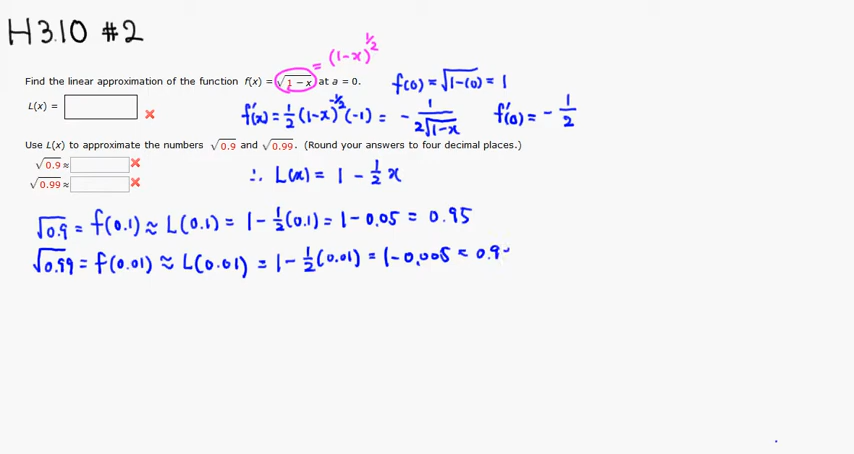 H3.10 #2
= (1-x)^{1/2}
Find the linear approximation of the function f(x) = √(1 − x) at a = 0.
f(0) = √(1-(0)) = 1
L(x) =
f'(x) = 1/2 (1-x)^{-1/2} (-1) = - 1/(2√(1-x))
f'(0) = - 1/2
Use L(x) to approximate the numbers √0.9 and √0.99. (Round your answers to four decimal places.)
√0.9 ≈
∴ L(x) = 1 - 1/2 x
√0.99 ≈
√0.9 = f(0.1) ≈ L(0.1) = 1 - 1/2 (0.1) = 1 - 0.05 = 0.95
√0.99 = f(0.01) ≈ L(0.01) = 1 - 1/2 (0.01) = 1 - 0.005 = 0.9